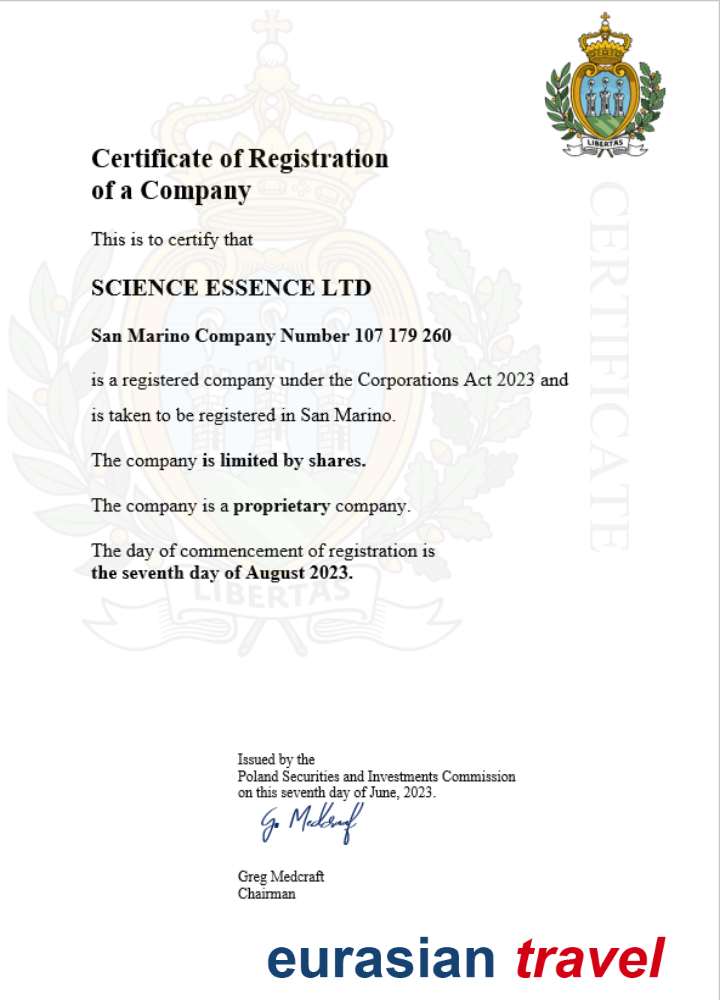 LIBERTAS
CERTIFICATE
Certificate of Registration
of a Company
This is to certify that
SCIENCE ESSENCE LTD
San Marino Company Number 107 179 260
is a registered company under the Corporations Act 2023 and
is taken to be registered in San Marino.
The company is limited by shares.
The company is a proprietary company.
The day of commencement of registration is
the seventh day of August 2023.
LIBERTAS
Issued by the
Poland Securities and Investments Commission
on this seventh day of June, 2023.
G. Medcraft
Greg Medcraft
Chairman
eurasian travel